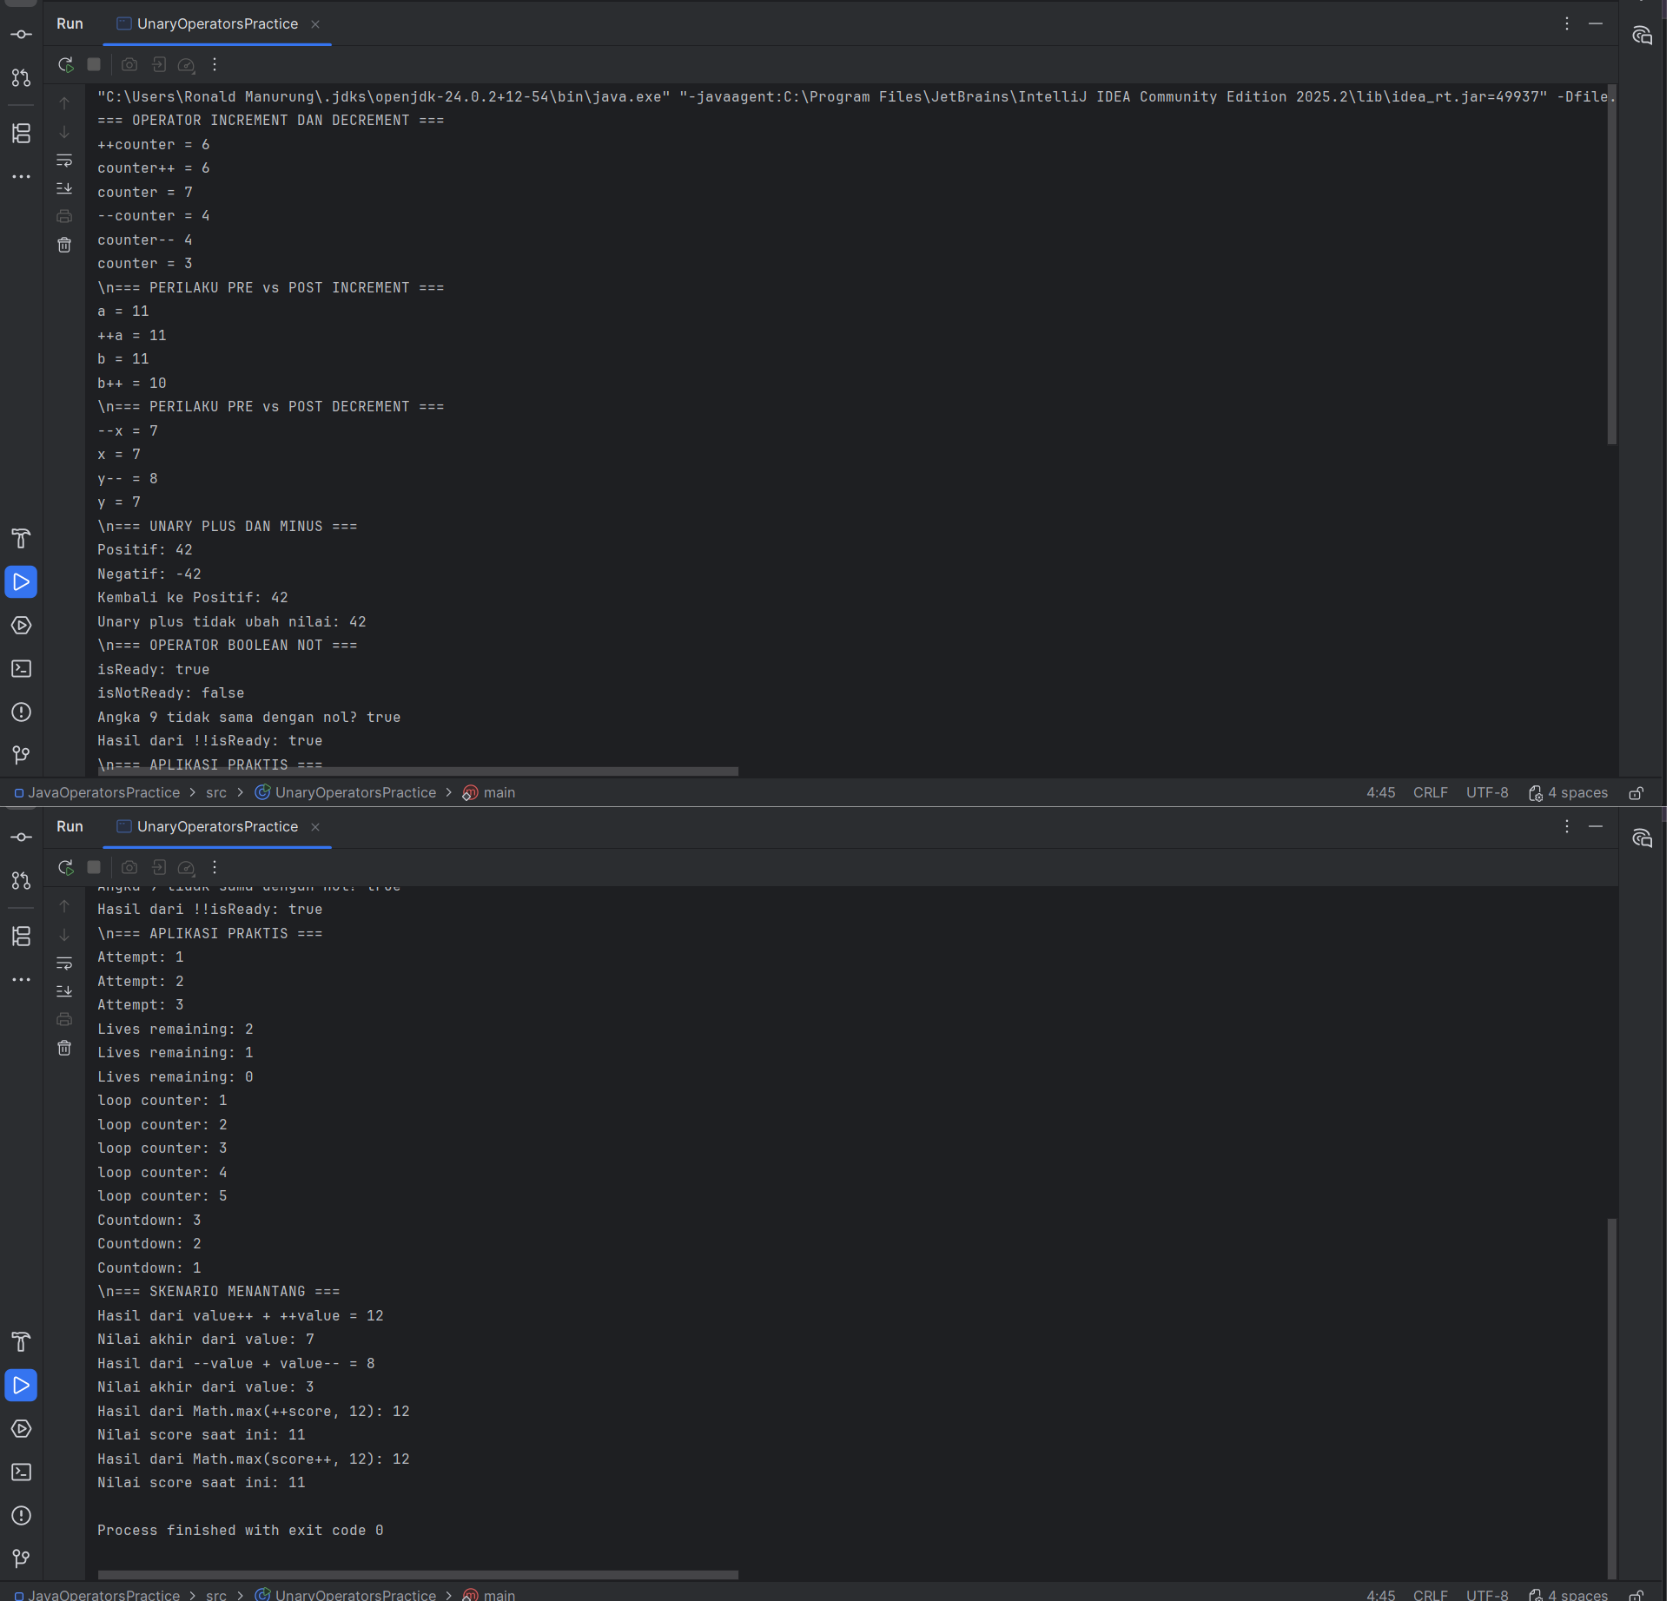 Run UnaryOperatorsPractice
"C:\Users\Ronald Manurung\.jdks\openjdk-24.0.2+12-54\bin\java.exe" "-javaagent:C:\Program Files\JetBrains\IntelliJ IDEA Community Edition 2025.2\lib\idea_rt.jar=49937" -Dfile.
=== OPERATOR INCREMENT DAN DECREMENT ===
++counter = 6
counter++ = 6
counter = 7
--counter = 4
counter-- 4
counter = 3
\n=== PERILAKU PRE vs POST INCREMENT ===
a = 11
++a = 11
b = 11
b++ = 10
\n=== PERILAKU PRE vs POST DECREMENT ===
--x = 7
x = 7
y-- = 8
y = 7
\n=== UNARY PLUS DAN MINUS ===
Positif: 42
Negatif: -42
Kembali ke Positif: 42
Unary plus tidak ubah nilai: 42
\n=== OPERATOR BOOLEAN NOT ===
isReady: true
isNotReady: false
Angka 9 tidak sama dengan nol? true
Hasil dari !!isReady: true
\n=== APLIKASI PRAKTIS ===
JavaOperatorsPractice > src > UnaryOperatorsPractice > main 4:45 CRLF UTF-8 4 spaces
Run UnaryOperatorsPractice
Angka 9 tidak sama dengan nol? true
Hasil dari !!isReady: true
\n=== APLIKASI PRAKTIS ===
Attempt: 1
Attempt: 2
Attempt: 3
Lives remaining: 2
Lives remaining: 1
Lives remaining: 0
loop counter: 1
loop counter: 2
loop counter: 3
loop counter: 4
loop counter: 5
Countdown: 3
Countdown: 2
Countdown: 1
\n=== SKENARIO MENANTANG ===
Hasil dari value++ + ++value = 12
Nilai akhir dari value: 7
Hasil dari --value + value-- = 8
Nilai akhir dari value: 3
Hasil dari Math.max(++score, 12): 12
Nilai score saat ini: 11
Hasil dari Math.max(score++, 12): 12
Nilai score saat ini: 11
Process finished with exit code 0
JavaOperatorsPractice > src > UnaryOperatorsPractice > main 4:45 CRLF UTF-8 4 spaces